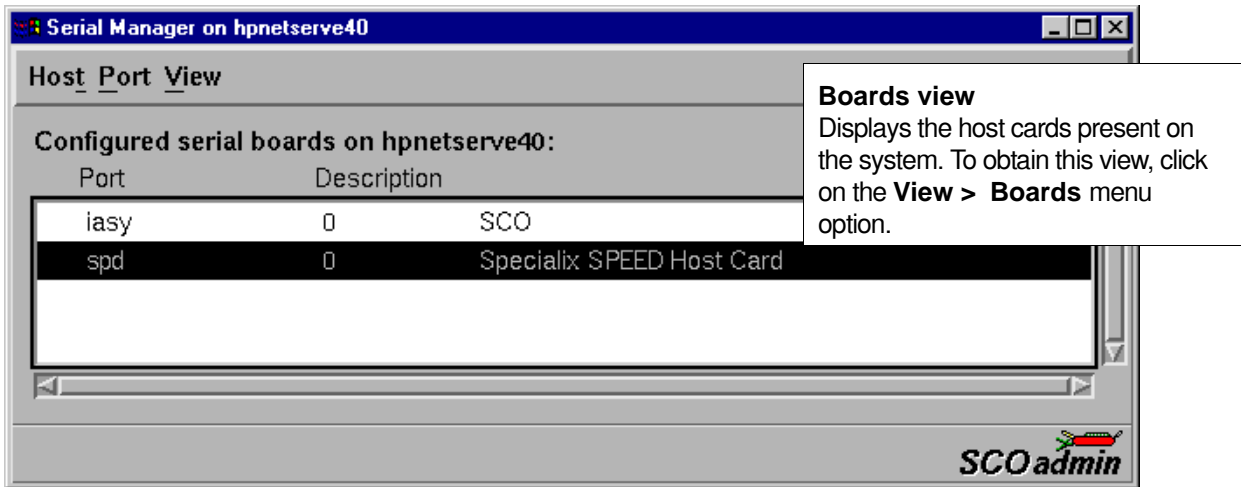 Serial Manager on hpnetserve40
Host Port View
Boards view
Displays the host cards present on
the system. To obtain this view, click
on the View > Boards menu
option.
Configured serial boards on hpnetserve40:
Port Description
iasy 0 SCO
spd 0 Specialix SPEED Host Card
SCOadmin